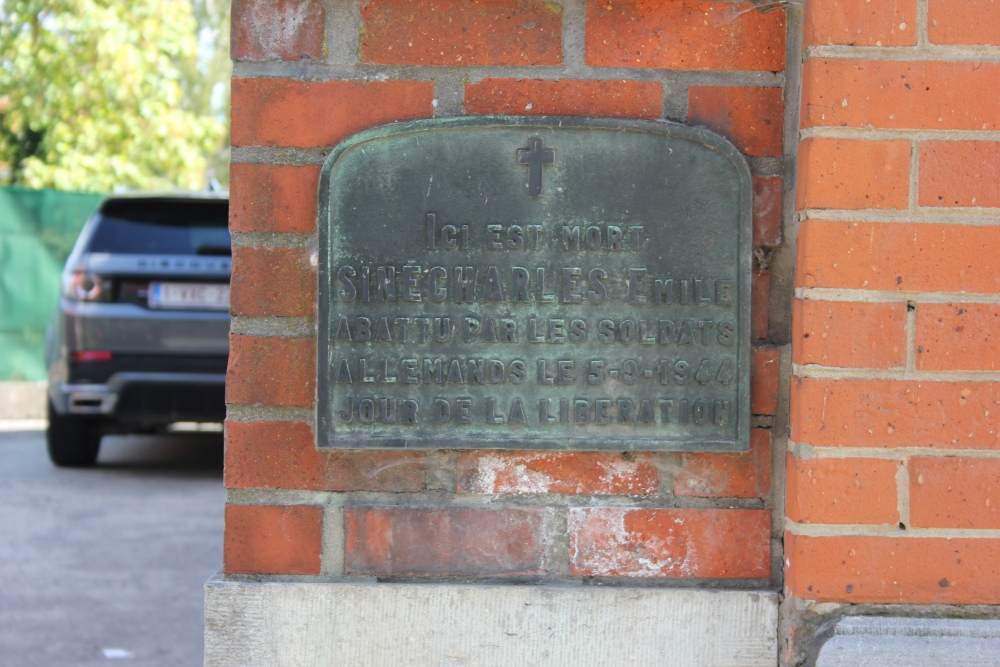 ICI EST MORT
SINÉCHARLES EMILE
ABATTU PAR LES SOLDATS
ALLEMANDS LE 5-9-1944
JOUR DE LA LIBERATION